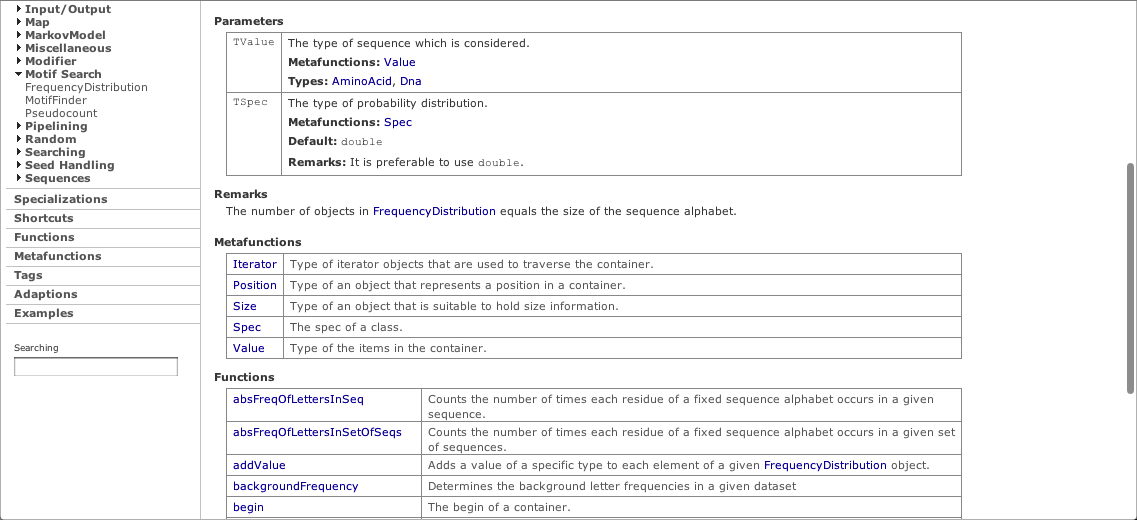 Input/Output
Map
MarkovModel
Miscellaneous
Modifier
Motif Search
FrequencyDistribution
MotifFinder
Pseudocount
Pipelining
Random
Searching
Seed Handling
Sequences
Specializations
Shortcuts
Functions
Metafunctions
Tags
Adaptions
Examples
Searching
Parameters
TValue The type of sequence which is considered.
Metafunctions: Value
Types: AminoAcid, Dna
TSpec The type of probability distribution.
Metafunctions: Spec
Default: double
Remarks: It is preferable to use double.
Remarks
The number of objects in FrequencyDistribution equals the size of the sequence alphabet.
Metafunctions
Iterator Type of iterator objects that are used to traverse the container.
Position Type of an object that represents a position in a container.
Size Type of an object that is suitable to hold size information.
Spec The spec of a class.
Value Type of the items in the container.
Functions
absFreqOfLettersInSeq Counts the number of times each residue of a fixed sequence alphabet occurs in a given
sequence.
absFreqOfLettersInSetOfSeqs Counts the number of times each residue of a fixed sequence alphabet occurs in a given set
of sequences.
addValue Adds a value of a specific type to each element of a given FrequencyDistribution object.
backgroundFrequency Determines the background letter frequencies in a given dataset
begin The begin of a container.